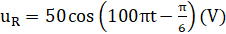 u_R = 50cos(100πt − π/6)(V)